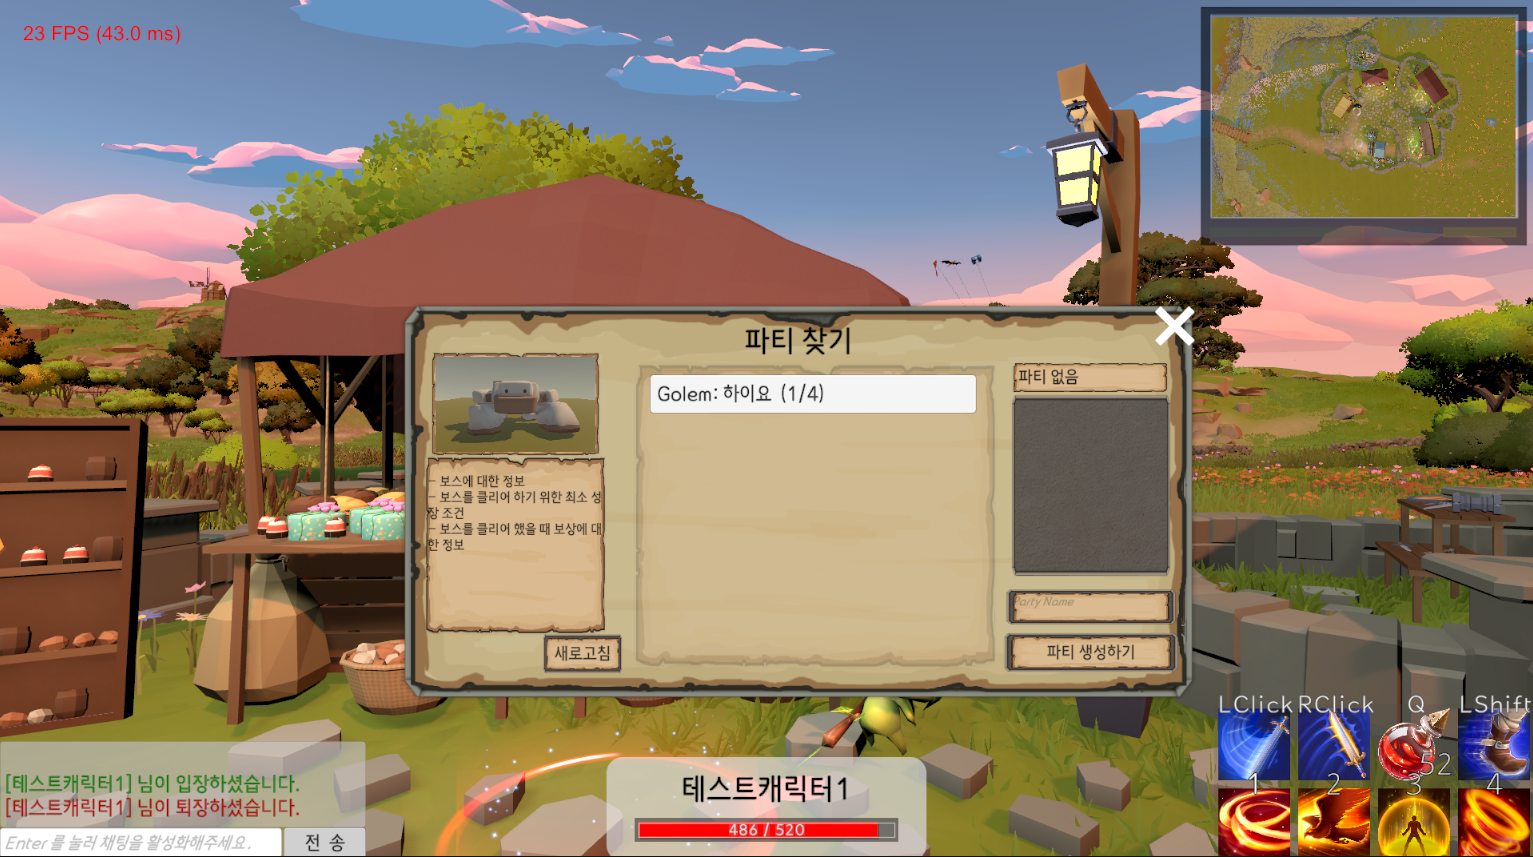 23 FPS (43.0 ms)
파티 찾기
Golem: 하이요 (1/4)
파티 없음
- 보스에 대한 정보
- 보스를 클리어 하기 위한 최소 성
장 조건
- 보스를 클리어 했을 때 보상에 대
한 정보
Party Name
새로고침
파티 생성하기
LClick RClick Q LShift
52
1 2 3 4
[테스트캐릭터1] 님이 입장하셨습니다.
[테스트캐릭터1] 님이 퇴장하셨습니다.
Enter 를 눌러 채팅을 활성화해주세요.
전 송
테스트캐릭터1
486 / 520